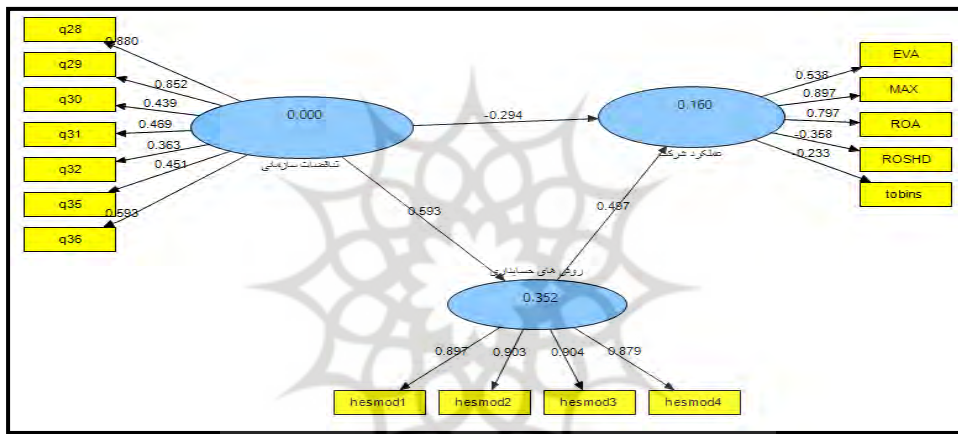 q28
q29
q30
q31
q32
q35
q36
0.880
0.852
0.439
0.469
0.363
0.451
0.593
0.000
تناقضات سازمانی
-0.294
0.593
0.160
عملکرد شرکت
0.497
EVA
MAX
ROA
ROSHD
tobins
0.538
0.897
0.797
-0.358
-0.233
روش های حسابداری
0.352
0.897
0.903
0.904
0.879
hesmod1
hesmod2
hesmod3
hesmod4